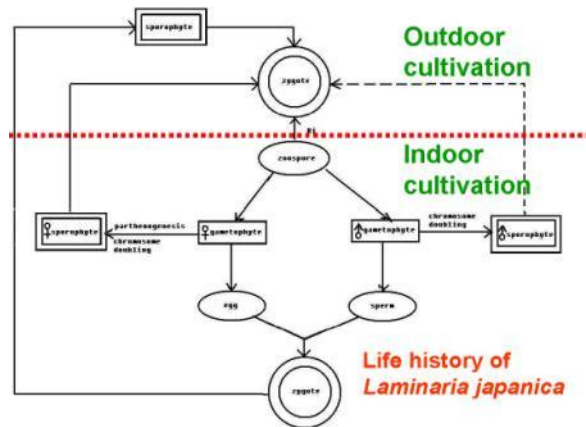 sporophyte
Outdoor
cultivation
zygote
Indoor
cultivation
zoospore
parthenogenesis
chromosome
doubling
♀sporophyte
♀gametophyte
♂gametophyte
chromosome
doubling
♂sporophyte
egg
sperm
Life history of
Laminaria japanica
zygote